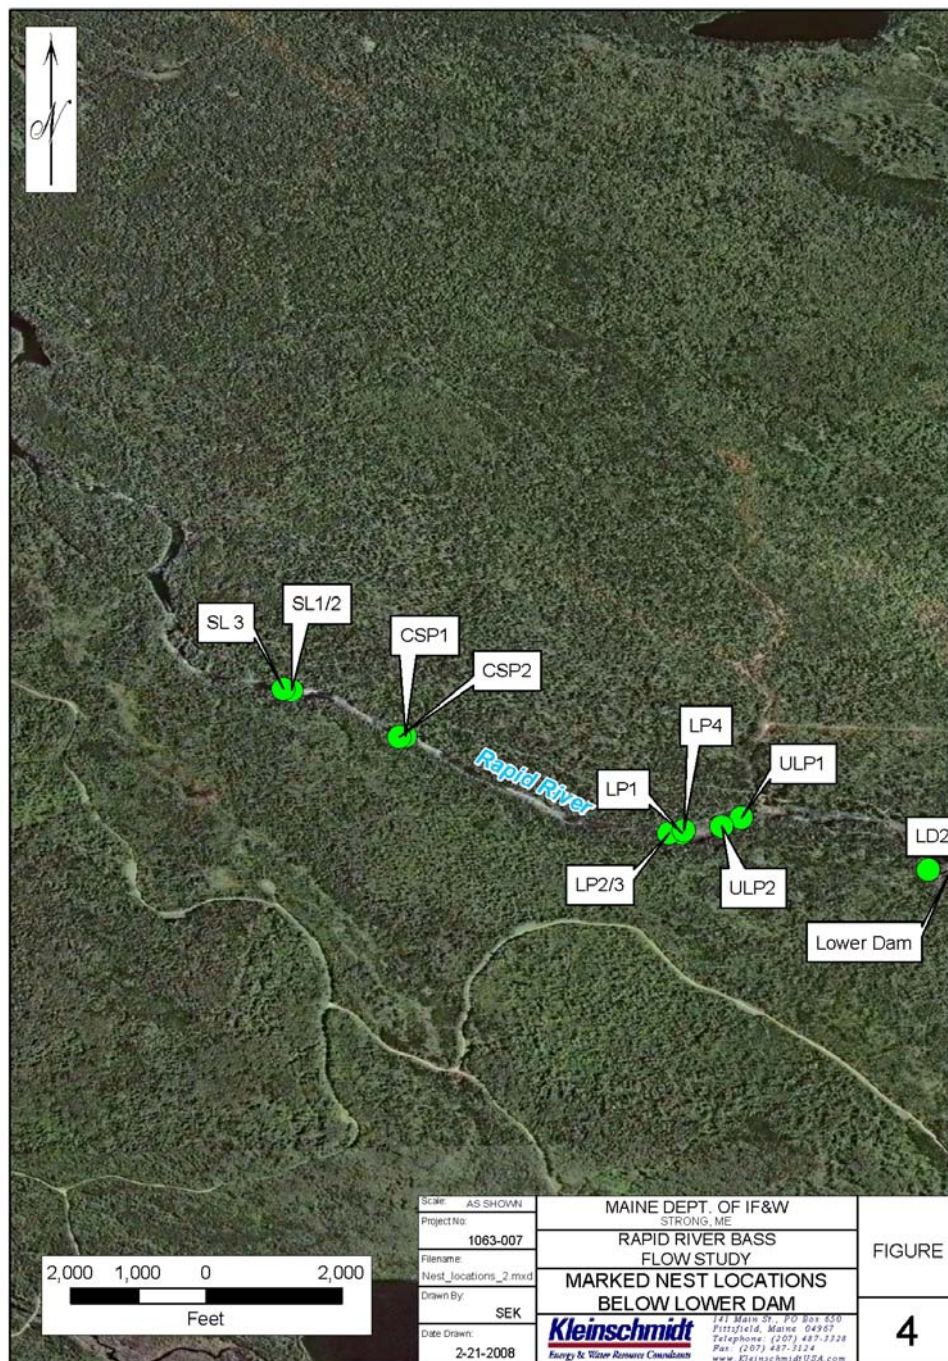 N
SL 3
SL1/2
CSP1
CSP2
Rapid River
LP1
LP4
ULP1
LP2/3
ULP2
LD2
Lower Dam
2,000 1,000 0 2,000
Feet
Scale: AS SHOWN
Project No:
1063-007
Filename:
Nest_locations_2.mxd
Drawn By:
SEK
Date Drawn:
2-21-2008
MAINE DEPT. OF IF&W
STRONG, ME
RAPID RIVER BASS
FLOW STUDY
MARKED NEST LOCATIONS
BELOW LOWER DAM
Kleinschmidt
Energy & Water Resource Consultants
141 Main St., PO Box 650
Pittsfield, Maine 04967
Telephone: (207) 487-3328
Fax: (207) 487-3124
www.KleinschmidtUSA.com
FIGURE
4